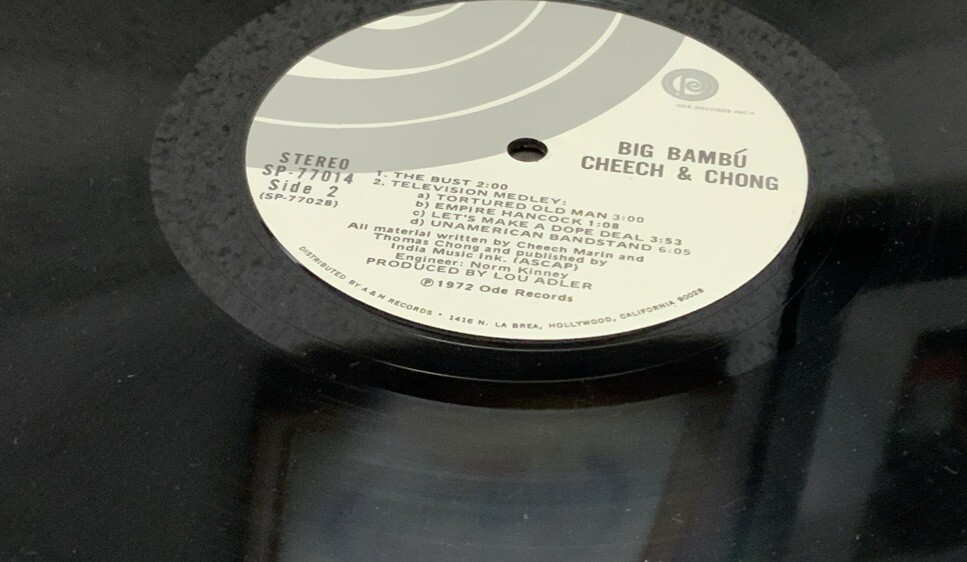 ODE RECORDS INC.
BIG BAMBÚ
CHEECH & CHONG
STEREO
SP-77014
Side 2
(SP-77028)
1. THE BUST 2:00
2. TELEVISION MEDLEY:
a) TORTURED OLD MAN 3:00
b) EMPIRE HANCOCK 1:08
c) LET'S MAKE A DOPE DEAL 3:53
d) UNAMERICAN BANDSTAND 6:05
All material written by Cheech Marin and
Thomas Chong and published by
India Music Ink. (ASCAP)
Engineer: Norm Kinney
PRODUCED BY LOU ADLER
℗ 1972 Ode Records
DISTRIBUTED BY A & M RECORDS • 1416 N. LA BREA, HOLLYWOOD, CALIFORNIA 90028